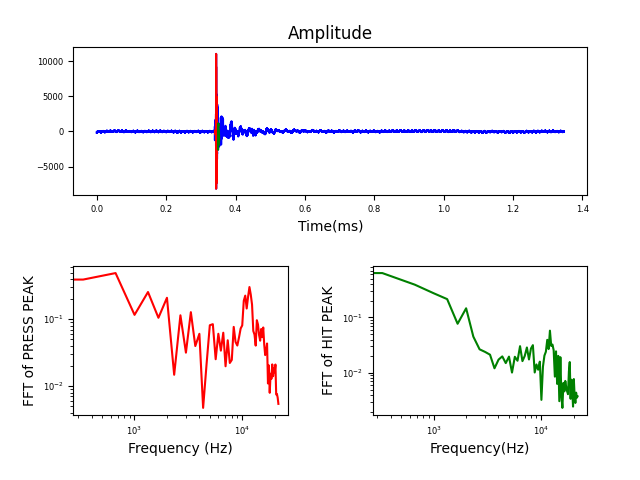 Amplitude
10000
5000
0
−5000
0.0 0.2 0.4 0.6 0.8 1.0 1.2 1.4
Time(ms)
FFT of PRESS PEAK
10⁻¹
10⁻²
10³ 10⁴
Frequency (Hz)
FFT of HIT PEAK
10⁻¹
10⁻²
10³ 10⁴
Frequency(Hz)